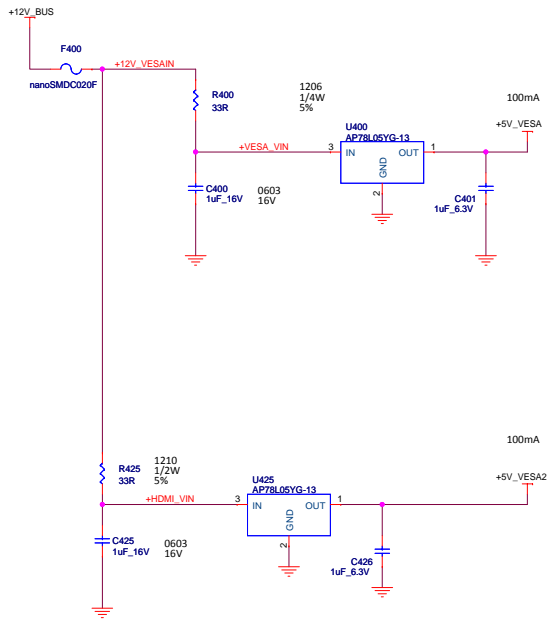 +12V_BUS
F400
nanoSMDC020F
+12V_VESAIN
R400
33R
1206
1/4W
5%
100mA
+5V_VESA
U400
AP78L05YG-13
+VESA_VIN
3
IN
OUT
1
GND
2
C400
1uF_16V
0603
16V
C401
1uF_6.3V
R425
33R
1210
1/2W
5%
100mA
+5V_VESA2
U425
AP78L05YG-13
+HDMI_VIN
3
IN
OUT
1
GND
2
C425
1uF_16V
0603
16V
C426
1uF_6.3V